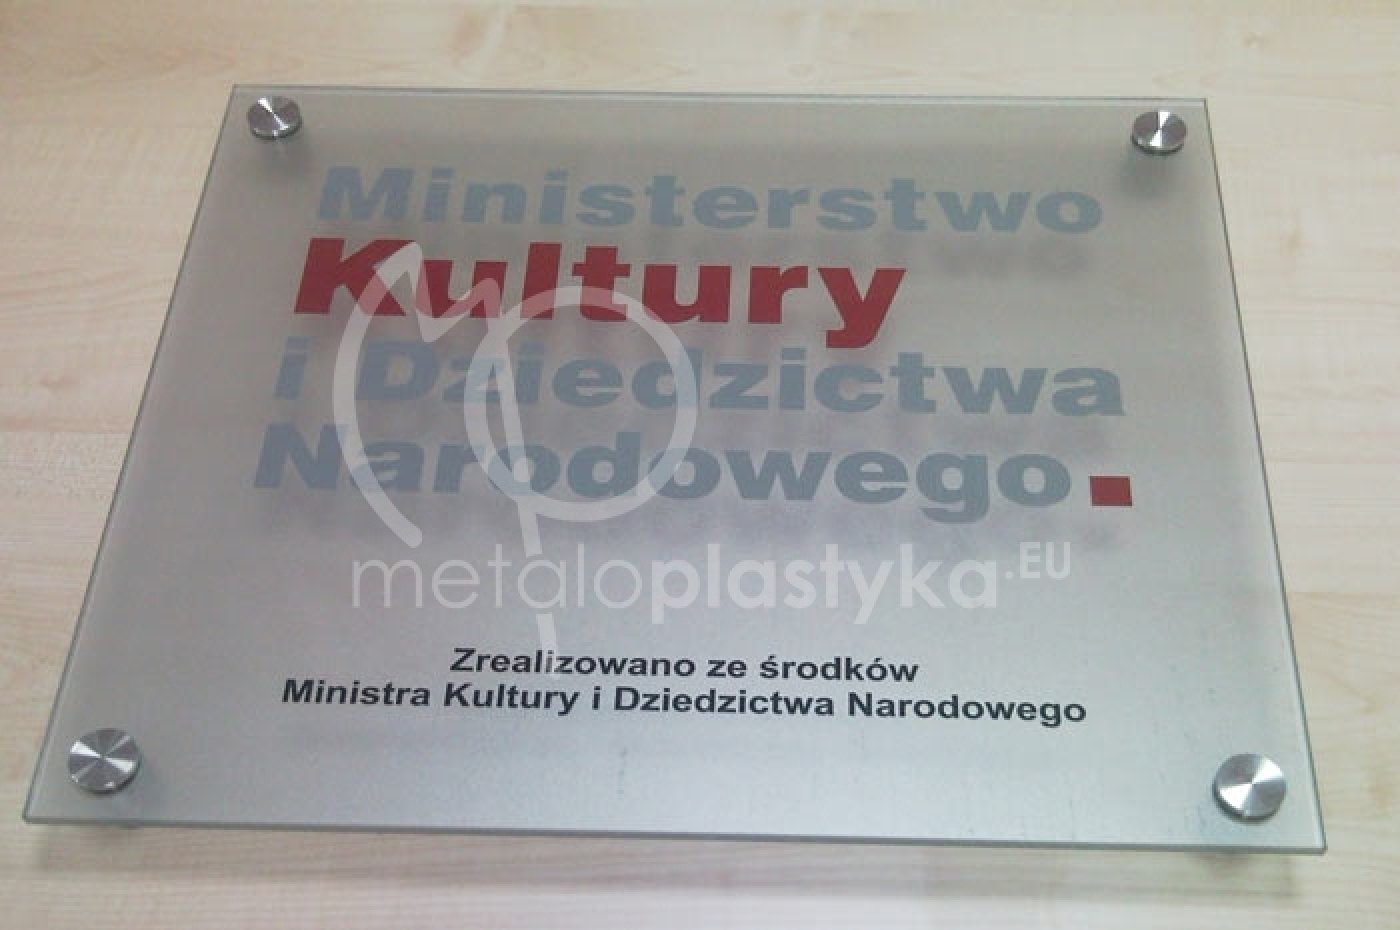 Ministerstwo
Kultury
i Dziedzictwa
Narodowego.
metaloplastyka.EU
Zrealizowano ze środków
Ministra Kultury i Dziedzictwa Narodowego